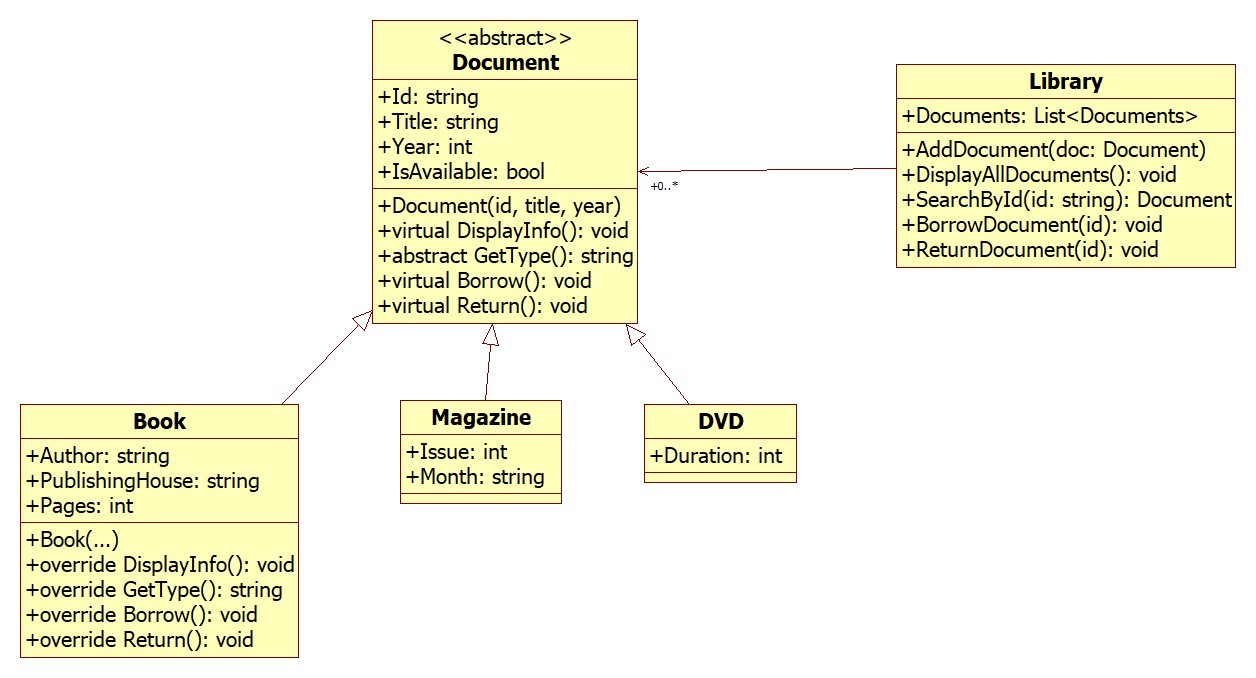 <<abstract>>
Document
+Id: string
+Title: string
+Year: int
+IsAvailable: bool
+Document(id, title, year)
+virtual DisplayInfo(): void
+abstract GetType(): string
+virtual Borrow(): void
+virtual Return(): void
Library
+Documents: List<Documents>
+AddDocument(doc: Document)
+DisplayAllDocuments(): void
+SearchById(id: string): Document
+BorrowDocument(id): void
+ReturnDocument(id): void
+0..*
Book
+Author: string
+PublishingHouse: string
+Pages: int
+Book(...)
+override DisplayInfo(): void
+override GetType(): string
+override Borrow(): void
+override Return(): void
Magazine
+Issue: int
+Month: string
DVD
+Duration: int